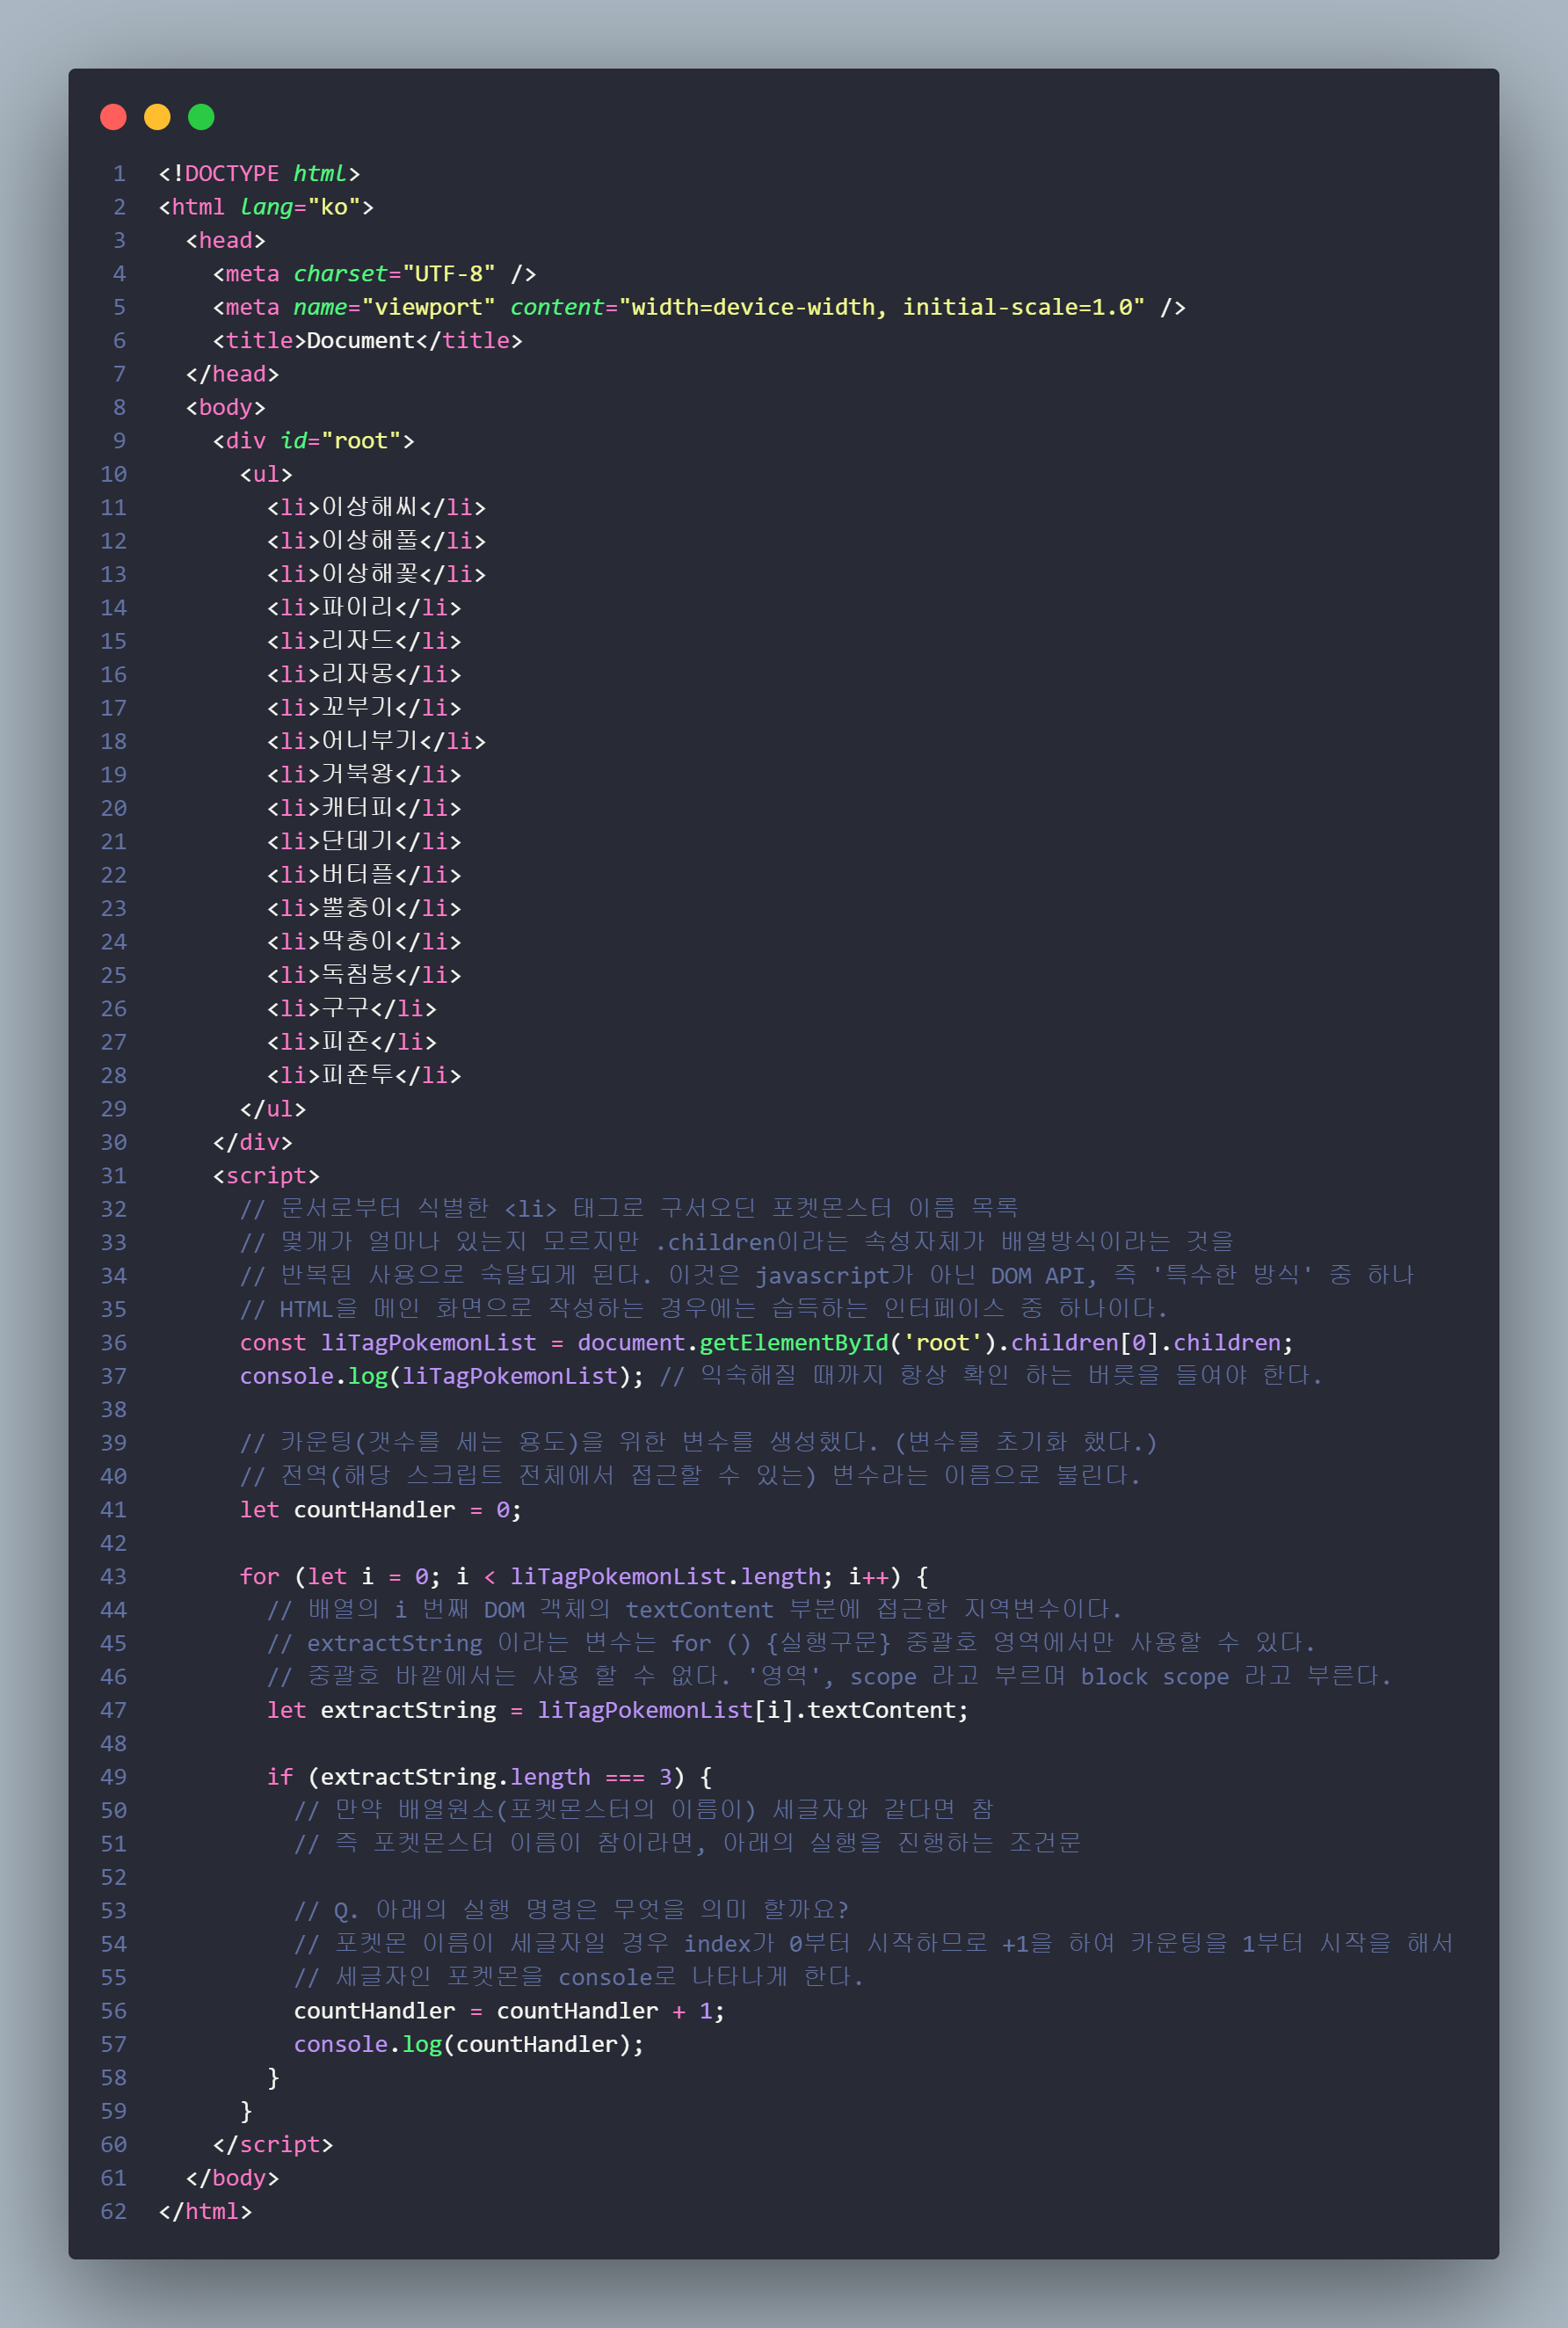 1 <!DOCTYPE html>
2 <html lang="ko">
3 <head>
4 <meta charset="UTF-8" />
5 <meta name="viewport" content="width=device-width, initial-scale=1.0" />
6 <title>Document</title>
7 </head>
8 <body>
9 <div id="root">
10 <ul>
11 <li>이상해씨</li>
12 <li>이상해풀</li>
13 <li>이상해꽃</li>
14 <li>파이리</li>
15 <li>리자드</li>
16 <li>리자몽</li>
17 <li>꼬부기</li>
18 <li>어니부기</li>
19 <li>거북왕</li>
20 <li>캐터피</li>
21 <li>단데기</li>
22 <li>버터플</li>
23 <li>뿔충이</li>
24 <li>딱충이</li>
25 <li>독침붕</li>
26 <li>구구</li>
27 <li>피죤</li>
28 <li>피죤투</li>
29 </ul>
30 </div>
31 <script>
32 // 문서로부터 식별한 <li> 태그로 구서오딘 포켓몬스터 이름 목록
33 // 몇개가 얼마나 있는지 모르지만 .children이라는 속성자체가 배열방식이라는 것을
34 // 반복된 사용으로 숙달되게 된다. 이것은 javascript가 아닌 DOM API, 즉 '특수한 방식' 중 하나
35 // HTML을 메인 화면으로 작성하는 경우에는 습득하는 인터페이스 중 하나이다.
36 const liTagPokemonList = document.getElementById('root').children[0].children;
37 console.log(liTagPokemonList); // 익숙해질 때까지 항상 확인 하는 버릇을 들여야 한다.
38
39 // 카운팅(갯수를 세는 용도)을 위한 변수를 생성했다. (변수를 초기화 했다.)
40 // 전역(해당 스크립트 전체에서 접근할 수 있는) 변수라는 이름으로 불린다.
41 let countHandler = 0;
42
43 for (let i = 0; i < liTagPokemonList.length; i++) {
44 // 배열의 i 번째 DOM 객체의 textContent 부분에 접근한 지역변수이다.
45 // extractString 이라는 변수는 for () {실행구문} 중괄호 영역에서만 사용할 수 있다.
46 // 중괄호 바깥에서는 사용 할 수 없다. '영역', scope 라고 부르며 block scope 라고 부른다.
47 let extractString = liTagPokemonList[i].textContent;
48
49 if (extractString.length === 3) {
50 // 만약 배열원소(포켓몬스터의 이름이) 세글자와 같다면 참
51 // 즉 포켓몬스터 이름이 참이라면, 아래의 실행을 진행하는 조건문
52
53 // Q. 아래의 실행 명령은 무엇을 의미 할까요?
54 // 포켓몬 이름이 세글자일 경우 index가 0부터 시작하므로 +1을 하여 카운팅을 1부터 시작을 해서
55 // 세글자인 포켓몬을 console로 나타나게 한다.
56 countHandler = countHandler + 1;
57 console.log(countHandler);
58 }
59 }
60 </script>
61 </body>
62 </html>